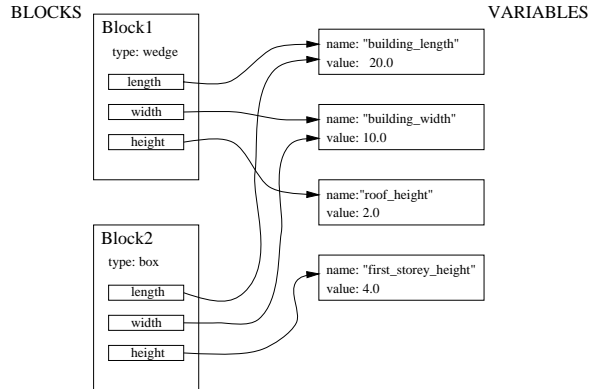 BLOCKS
VARIABLES
Block1
type: wedge
length
width
height
Block2
type: box
length
width
height
name: "building_length"
value: 20.0
name: "building_width"
value: 10.0
name:"roof_height"
value: 2.0
name: "first_storey_height"
value: 4.0